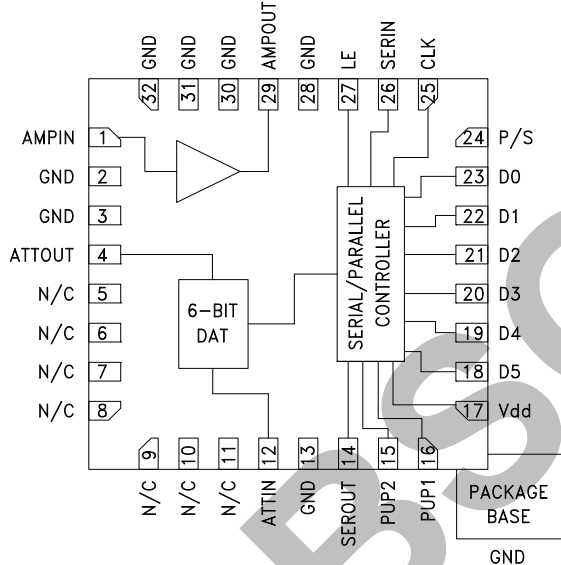 GND
GND
GND
AMPOUT
GND
LE
SERIN
CLK
32
31
30
29
28
27
26
25
AMPIN 1
GND 2
GND 3
ATTOUT 4
N/C 5
N/C 6
N/C 7
N/C 8
6-BIT
DAT
SERIAL/PARALLEL
CONTROLLER
24 P/S
23 D0
22 D1
21 D2
20 D3
19 D4
18 D5
17 Vdd
9
10
11
12
13
14
15
16
N/C
N/C
N/C
ATTIN
GND
SEROUT
PUP2
PUP1
PACKAGE
BASE
GND
BSO